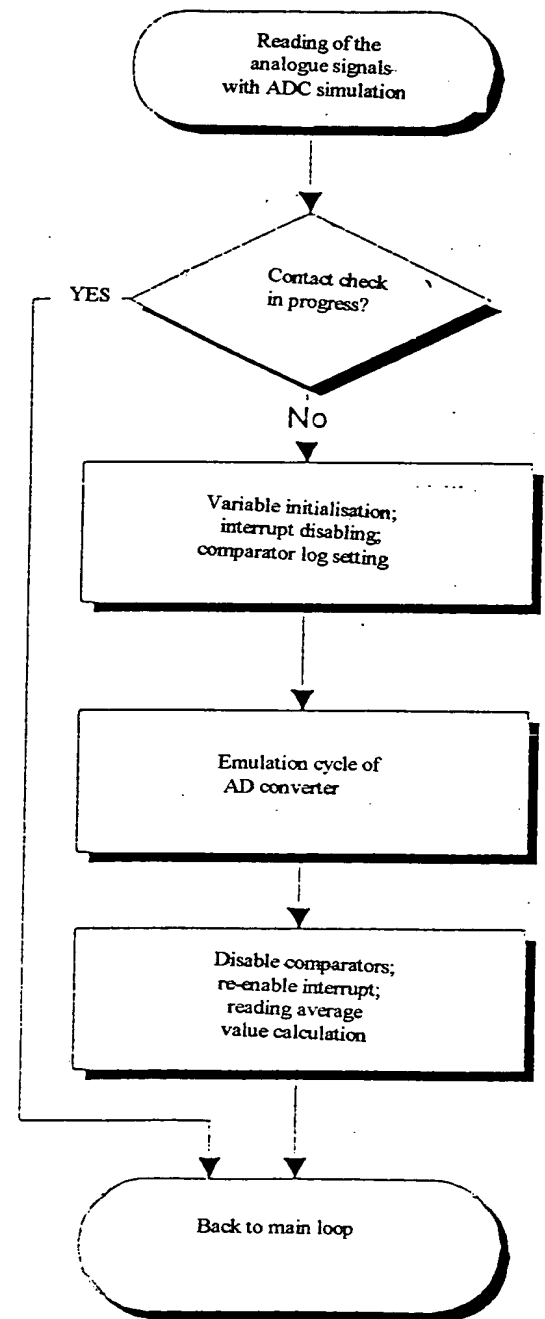 Reading of the
analogue signals
with ADC simulation
Contact check
in progress?
YES
No
Variable initialisation;
interrupt disabling;
comparator log setting
Emulation cycle of
AD converter
Disable comparators;
re-enable interrupt;
reading average
value calculation
Back to main loop